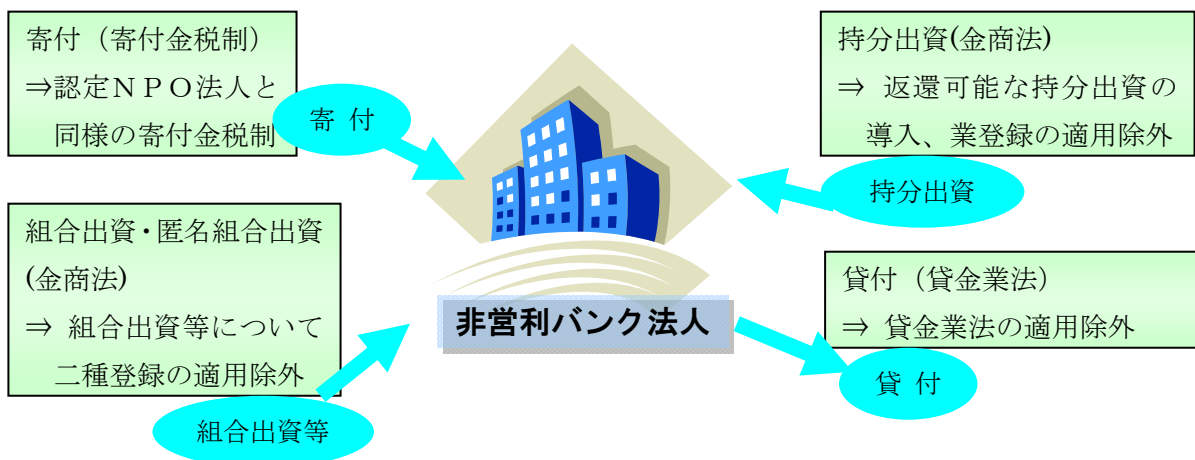 寄付（寄付金税制）
⇒認定ＮＰＯ法人と
同様の寄付金税制
寄 付
持分出資(金商法)
⇒ 返還可能な持分出資の
導入、業登録の適用除外
持分出資
組合出資・匿名組合出資
(金商法)
⇒ 組合出資等について
二種登録の適用除外
組合出資等
非営利バンク法人
貸付（貸金業法）
⇒ 貸金業法の適用除外
貸 付